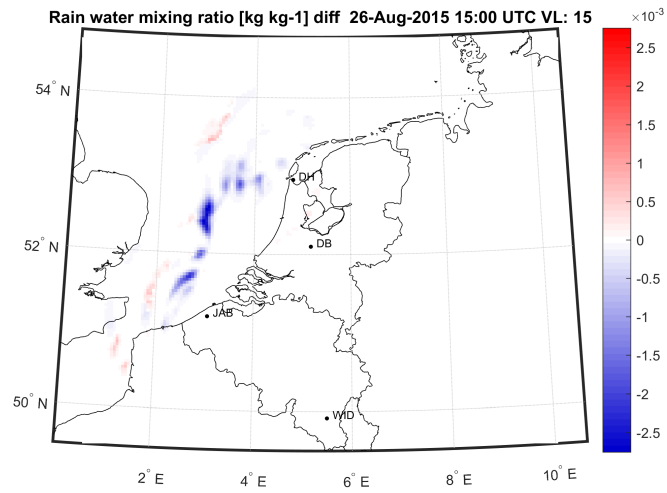 Rain water mixing ratio [kg kg-1] diff  26-Aug-2015 15:00 UTC VL: 15
×10⁻³
54° N
52° N
50° N
DH
DB
JAB
WID
2° E
4° E
6° E
8° E
10° E
2.5
2
1.5
1
0.5
0
-0.5
-1
-1.5
-2
-2.5